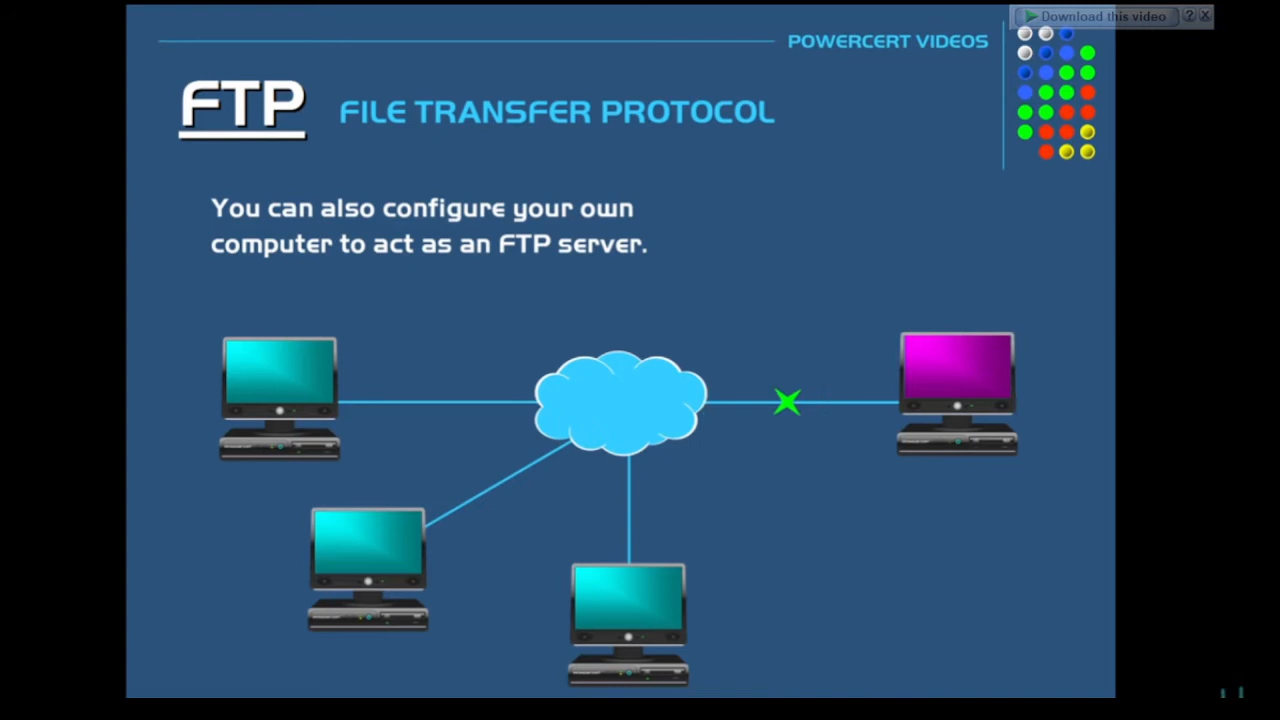 Download this video ? X
POWERCERT VIDEOS
FTP FILE TRANSFER PROTOCOL
You can also configure your own
computer to act as an FTP server.